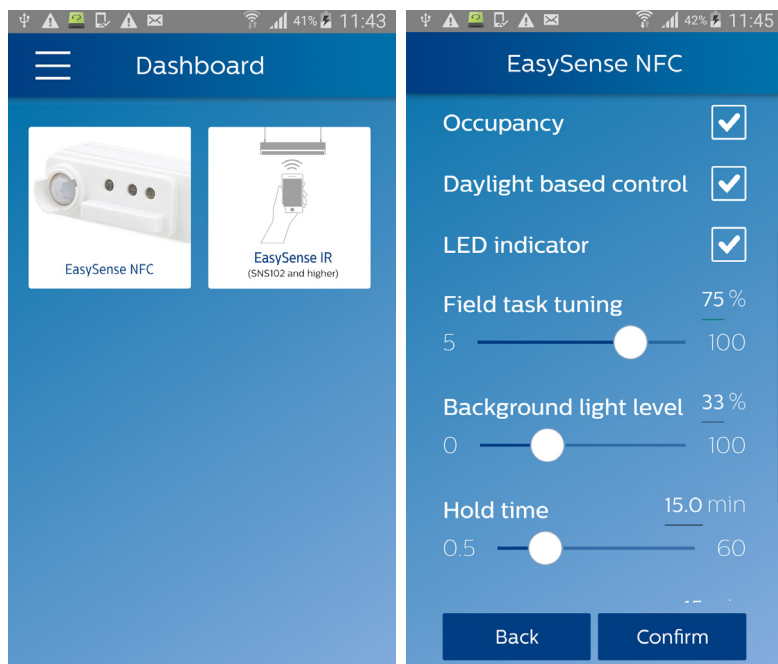 41% 11:43
Dashboard
EasySense NFC
EasySense IR
(SNS102 and higher)
42% 11:45
EasySense NFC
Occupancy
Daylight based control
LED indicator
Field task tuning 75 %
5 100
Background light level 33 %
0 100
Hold time 15.0 min
0.5 60
Back Confirm